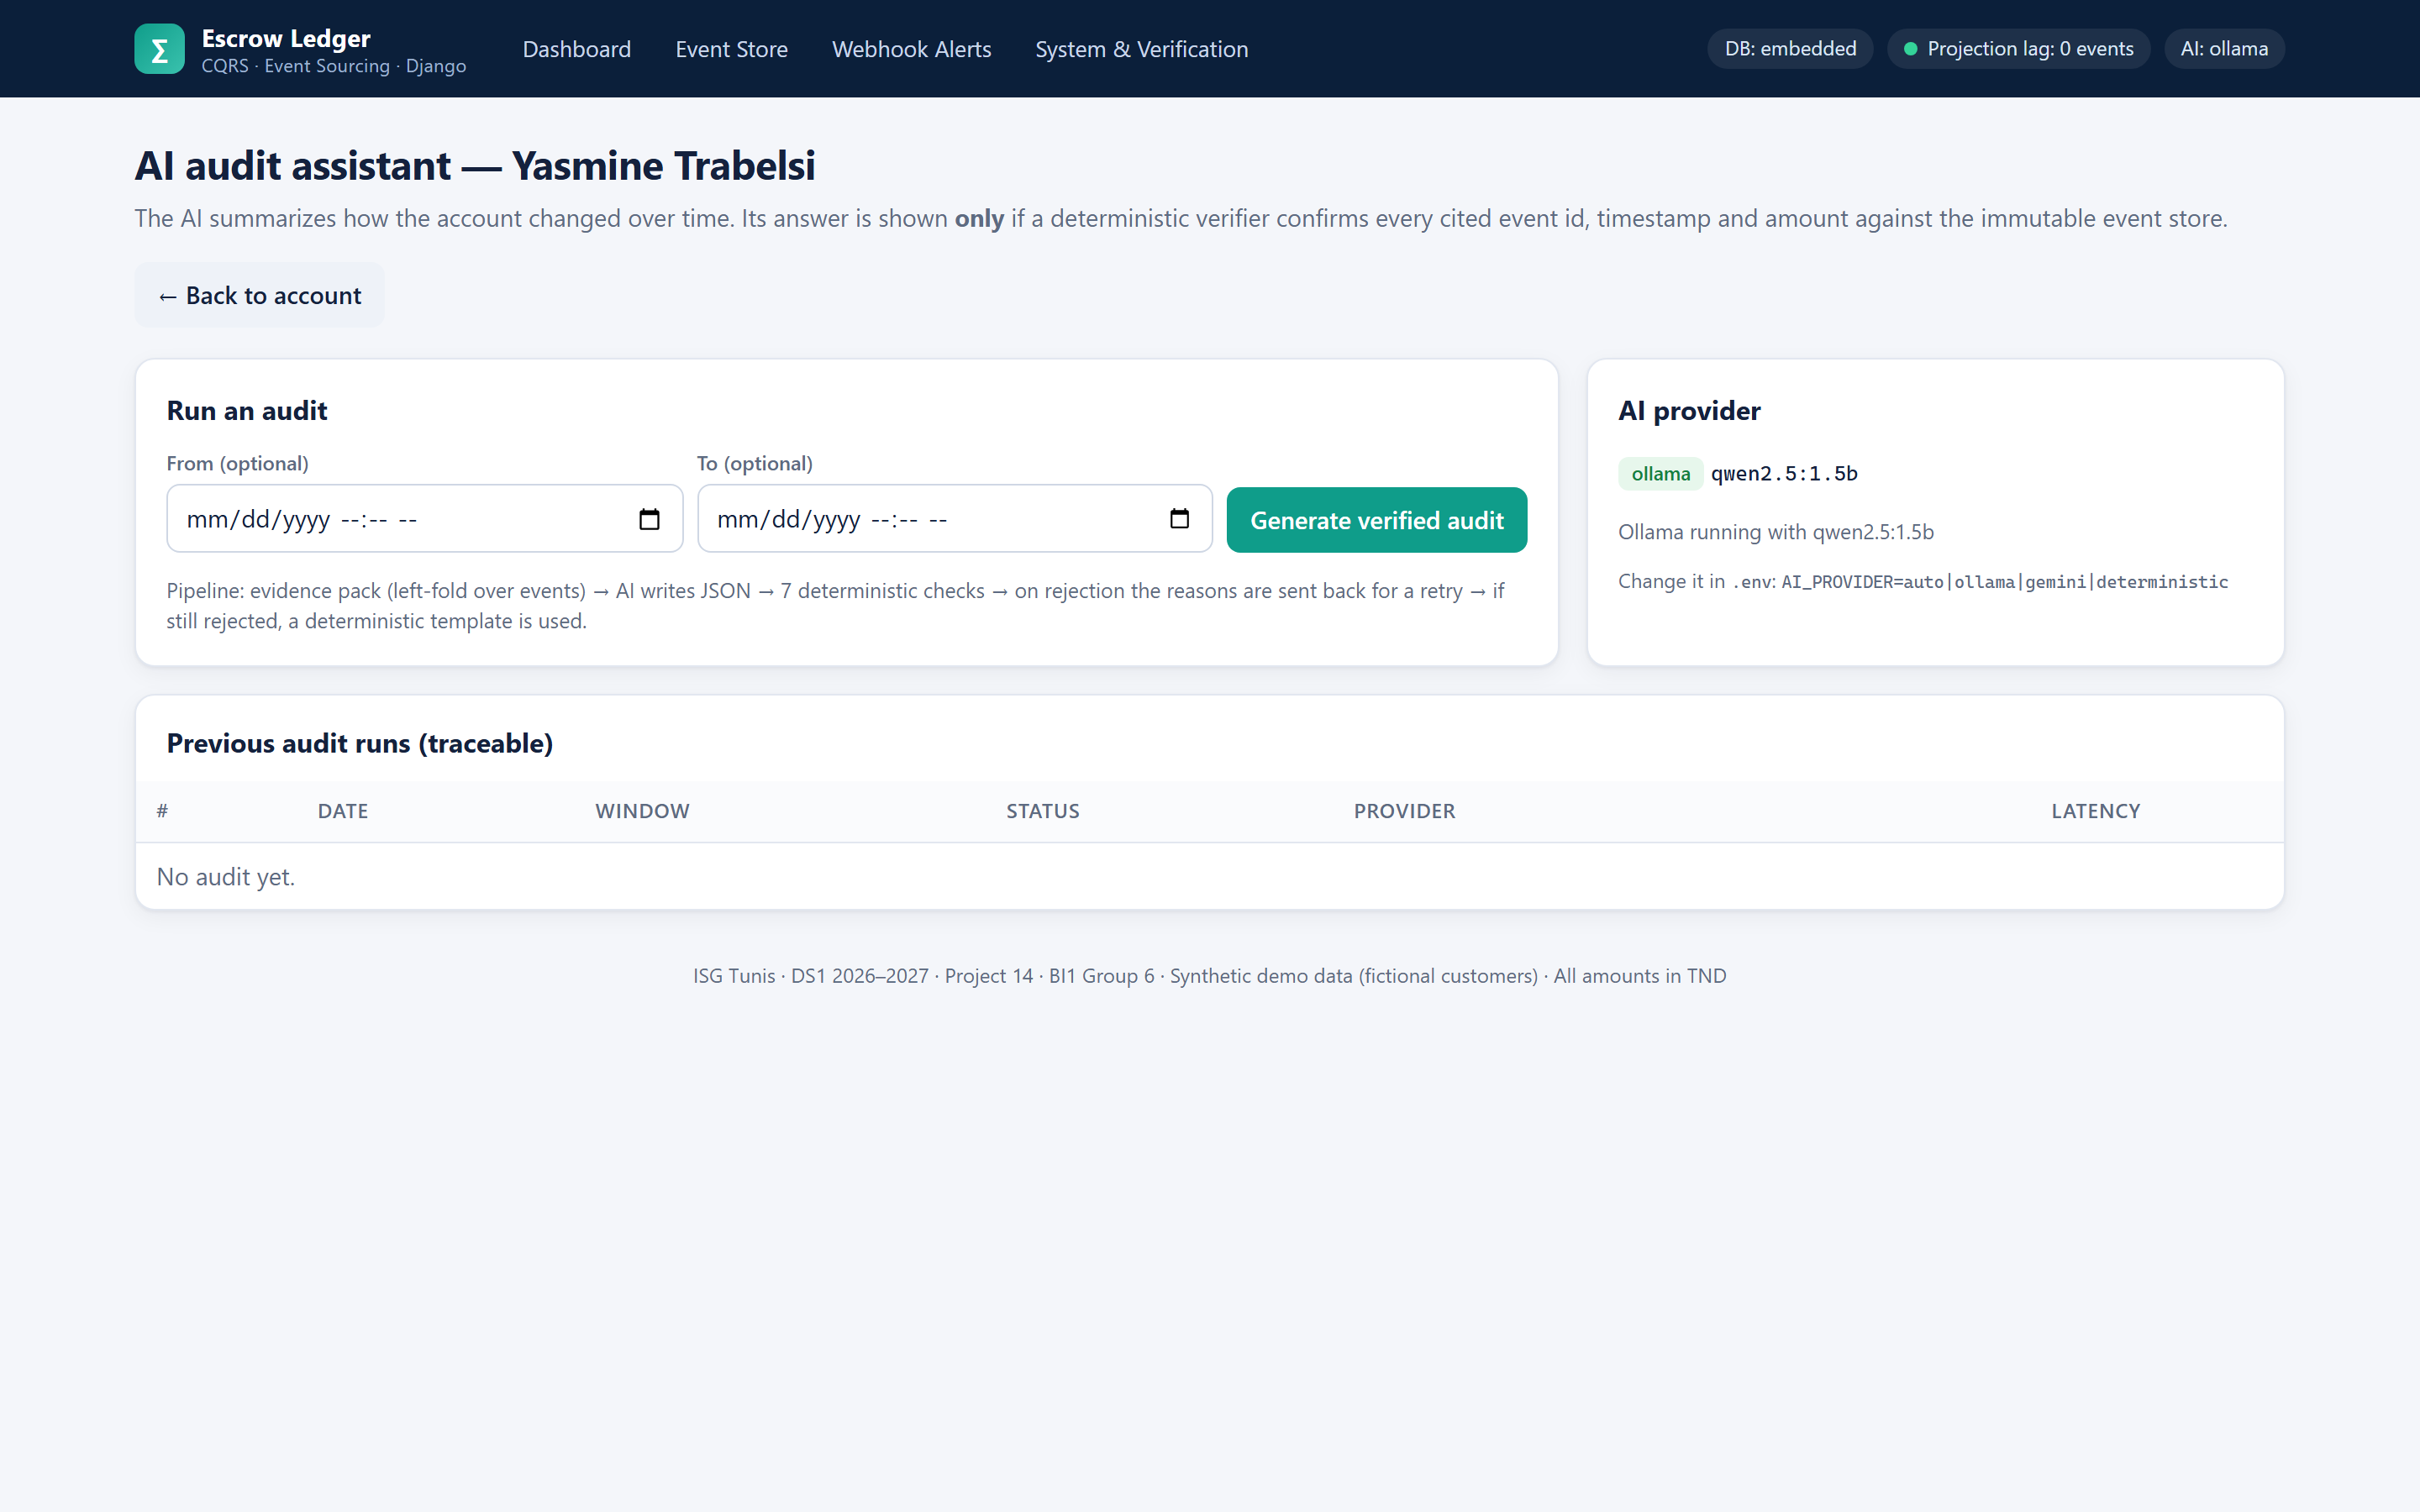 Σ
Escrow Ledger
CQRS · Event Sourcing · Django
Dashboard
Event Store
Webhook Alerts
System & Verification
DB: embedded
Projection lag: 0 events
AI: ollama
AI audit assistant — Yasmine Trabelsi
The AI summarizes how the account changed over time. Its answer is shown only if a deterministic verifier confirms every cited event id, timestamp and amount against the immutable event store.
← Back to account
Run an audit
From (optional)
To (optional)
mm/dd/yyyy --:-- --
mm/dd/yyyy --:-- --
Generate verified audit
Pipeline: evidence pack (left-fold over events) → AI writes JSON → 7 deterministic checks → on rejection the reasons are sent back for a retry → if
still rejected, a deterministic template is used.
AI provider
ollama qwen2.5:1.5b
Ollama running with qwen2.5:1.5b
Change it in .env: AI_PROVIDER=auto|ollama|gemini|deterministic
Previous audit runs (traceable)
# DATE WINDOW STATUS PROVIDER LATENCY
No audit yet.
ISG Tunis · DS1 2026–2027 · Project 14 · BI1 Group 6 · Synthetic demo data (fictional customers) · All amounts in TND